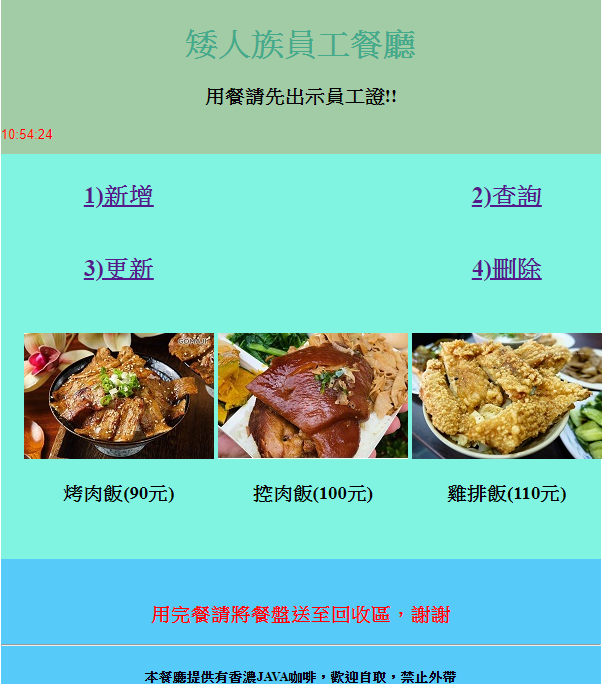 矮人族員工餐廳
用餐請先出示員工證!!
10:54:24
1)新增
2)查詢
3)更新
4)刪除
烤肉飯(90元)
控肉飯(100元)
雞排飯(110元)
用完餐請將餐盤送至回收區，謝謝
本餐廳提供有香濃JAVA咖啡，歡迎自取，禁止外帶